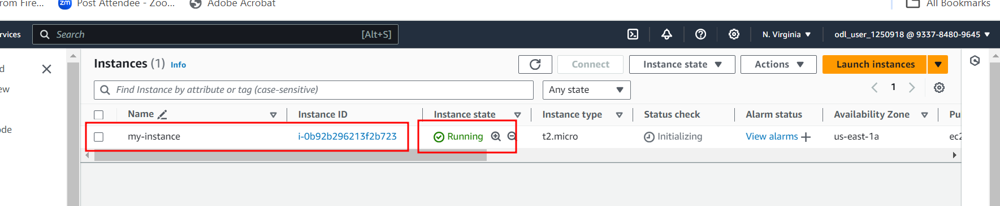 rom Fire... zm Post Attendee - Zoo... Adobe Acrobat All Bookmarks
rvices Search [Alt+S] N. Virginia ▼ odl_user_1250918 @ 9337-8480-9645 ▼
Instances (1) Info Connect Instance state ▼ Actions ▼ Launch instances ▼
d
ew Find Instance by attribute or tag (case-sensitive) Any state ▼ < 1 >
Name Instance ID Instance state Instance type Status check Alarm status Availability Zone Pu
ode my-instance i-0b92b296213f2b723 Running t2.micro Initializing View alarms + us-east-1a ec2